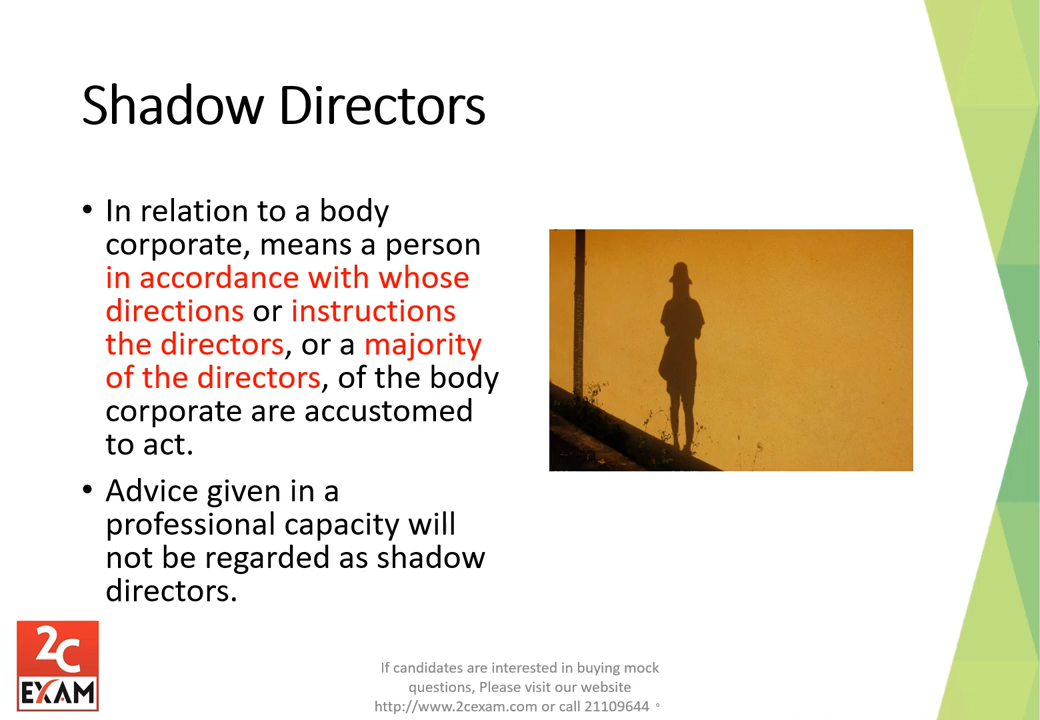 Shadow Directors
• In relation to a body
corporate, means a person
in accordance with whose
directions or instructions
the directors, or a majority
of the directors, of the body
corporate are accustomed
to act.
• Advice given in a
professional capacity will
not be regarded as shadow
directors.
2C
EXAM
If candidates are interested in buying mock
questions, Please visit our website
http://www.2cexam.com or call 21109644 。